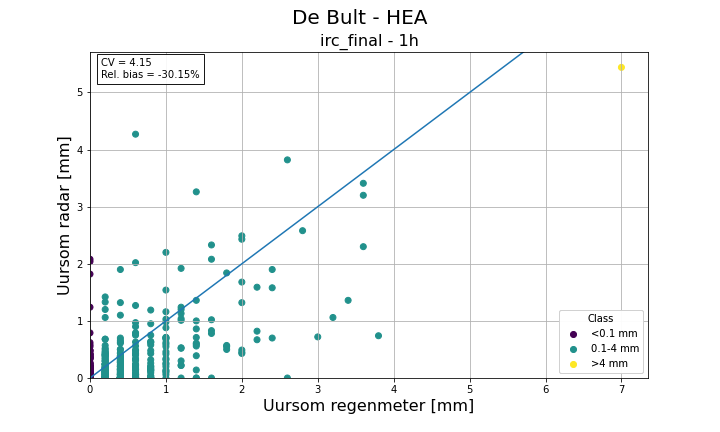 De Bult - HEA
irc_final - 1h
CV = 4.15
Rel. bias = -30.15%
Uursom radar [mm]
5
4
3
2
1
0
Class
<0.1 mm
0.1-4 mm
>4 mm
0 1 2 3 4 5 6 7
Uursom regenmeter [mm]